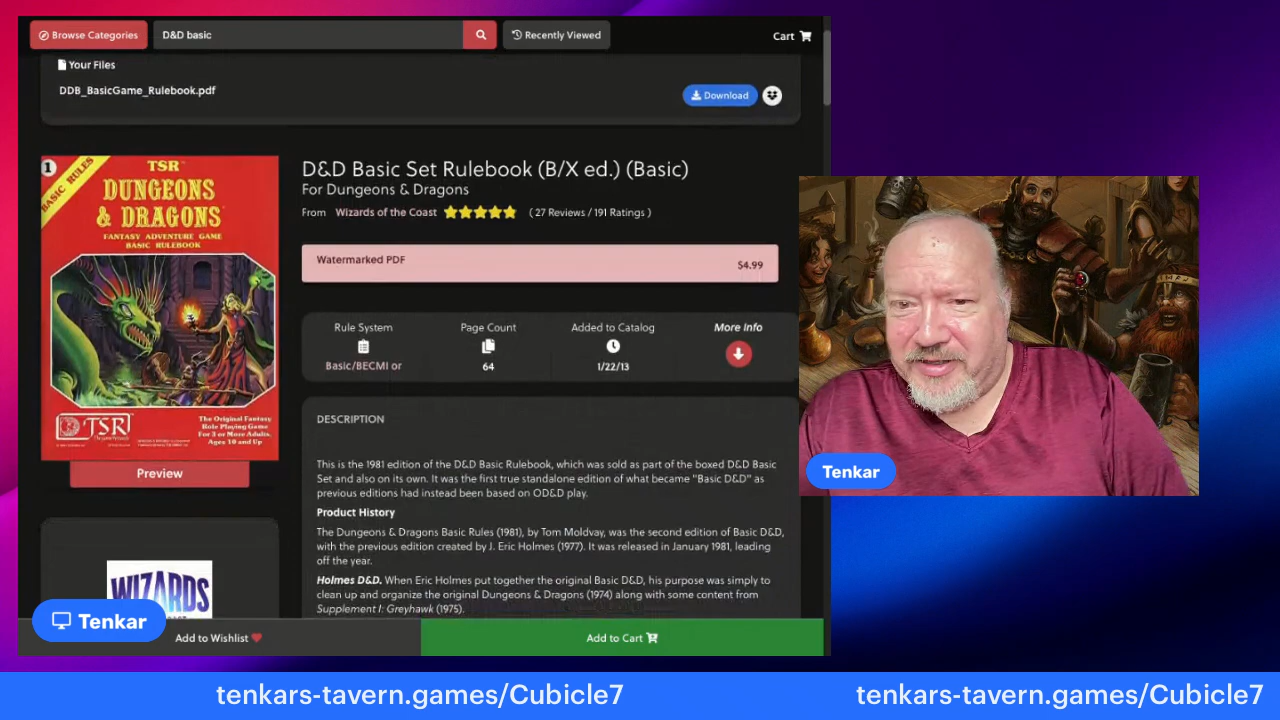 Browse Categories
D&D basic
Recently Viewed
Cart
Your Files
DDB_BasicGame_Rulebook.pdf
Download
1
BASIC RULES
TSR
DUNGEONS
& DRAGONS
FANTASY ADVENTURE GAME
BASIC RULEBOOK
TSR
The Original Fantasy
Role Playing Game
For 3 or More Adults,
Ages 10 and Up
Preview
D&D Basic Set Rulebook (B/X ed.) (Basic)
For Dungeons & Dragons
From Wizards of the Coast ( 27 Reviews / 191 Ratings )
Watermarked PDF
$4.99
Rule System
Basic/BECMI or
Page Count
64
Added to Catalog
1/22/13
More Info
DESCRIPTION
This is the 1981 edition of the D&D Basic Rulebook, which was sold as part of the boxed D&D Basic
Set and also on its own. It was the first true standalone edition of what became "Basic D&D" as
previous editions had instead been based on OD&D play.
Product History
The Dungeons & Dragons Basic Rules (1981), by Tom Moldvay, was the second edition of Basic D&D,
with the previous edition created by J. Eric Holmes (1977). It was released in January 1981, leading
off the year.
Holmes D&D. When Eric Holmes put together the original Basic D&D, his purpose was simply to
clean up and organize the original Dungeons & Dragons (1974) along with some content from
Supplement I: Greyhawk (1975).
WIZARDS
Tenkar
Add to Wishlist
Add to Cart
Tenkar
tenkars-tavern.games/Cubicle7
tenkars-tavern.games/Cubicle7